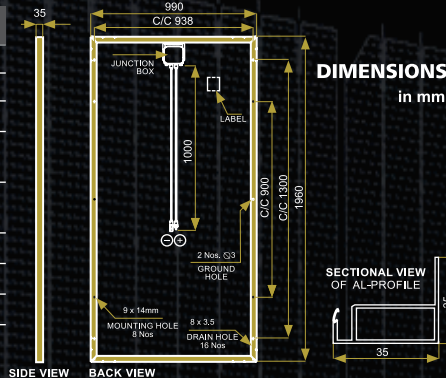 35
990
C/C 938
JUNCTION
BOX
LABEL
1000
C/C 900
C/C 1300
1960
DIMENSIONS
in mm
2 Nos. ∅3
GROUND
HOLE
9 x 14mm
MOUNTING HOLE
8 Nos
8 x 3.5
DRAIN HOLE
16 Nos
SECTIONAL VIEW
OF AL-PROFILE
35
SIDE VIEW
BACK VIEW